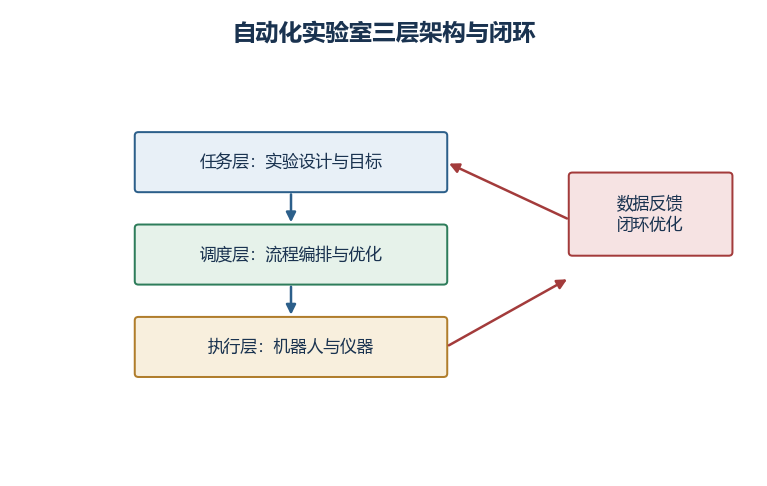 自动化实验室三层架构与闭环
任务层：实验设计与目标
数据反馈
闭环优化
调度层：流程编排与优化
执行层：机器人与仪器